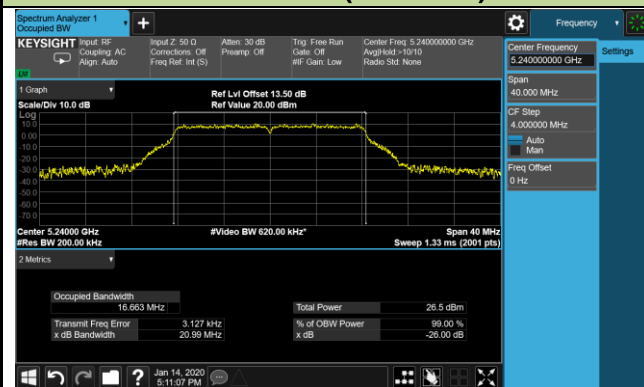 Spectrum Analyzer 1
Occupied BW
Frequency
KEYSIGHT
Input: RF
Coupling: AC
Align: Auto
Input Z: 50 Ω
Corrections: Off
Freq Ref: Int (S)
Atten: 30 dB
Preamp: Off
Trig: Free Run
Gate: Off
#IF Gain: Low
Center Freq: 5.240000000 GHz
Avg|Hold:>10/10
Radio Std: None
Center Frequency
5.240000000 GHz
Settings
Span
40.000 MHz
CF Step
4.000000 MHz
Auto
Man
Freq Offset
0 Hz
1 Graph
Scale/Div 10.0 dB
Ref Lvl Offset 13.50 dB
Ref Value 20.00 dBm
Log
10.0
0.00
-10.0
-20.0
-30.0
-40.0
-50.0
-60.0
-70.0
Center 5.24000 GHz
#Res BW 200.00 kHz
#Video BW 620.00 kHz*
Span 40 MHz
Sweep 1.33 ms (2001 pts)
2 Metrics
Occupied Bandwidth
16.663 MHz
Total Power 26.5 dBm
Transmit Freq Error 3.127 kHz
% of OBW Power 99.00 %
x dB Bandwidth 20.99 MHz
x dB -26.00 dB
Jan 14, 2020
5:11:07 PM